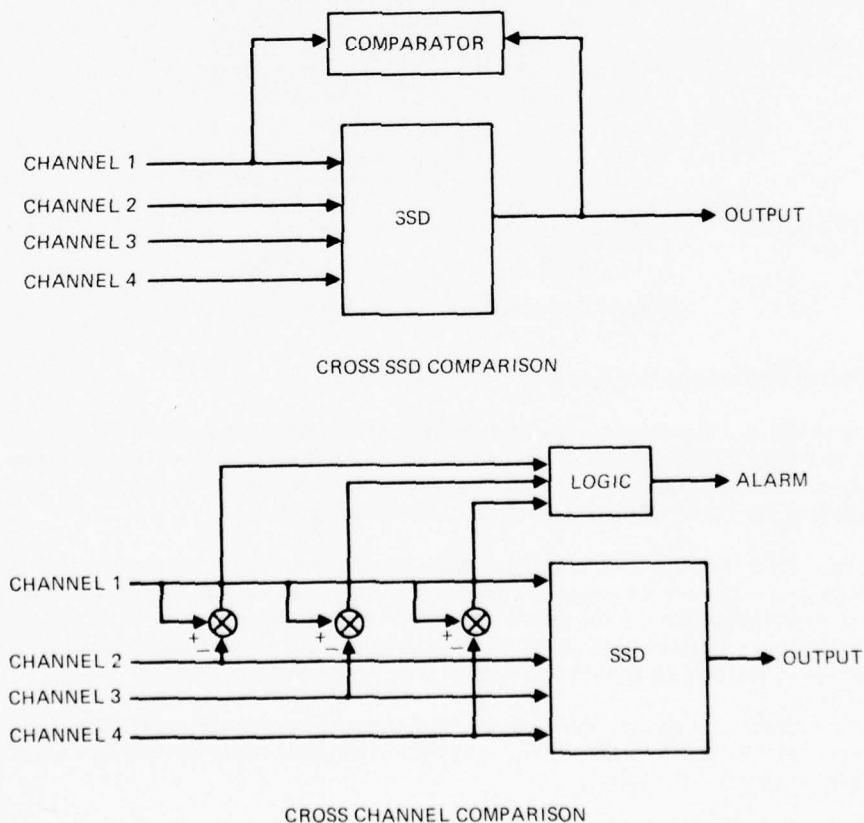 COMPARATOR
CHANNEL 1
CHANNEL 2
CHANNEL 3
CHANNEL 4
SSD
OUTPUT
CROSS SSD COMPARISON
LOGIC
ALARM
CHANNEL 1
+
−
+
−
+
−
CHANNEL 2
CHANNEL 3
CHANNEL 4
SSD
OUTPUT
CROSS CHANNEL COMPARISON